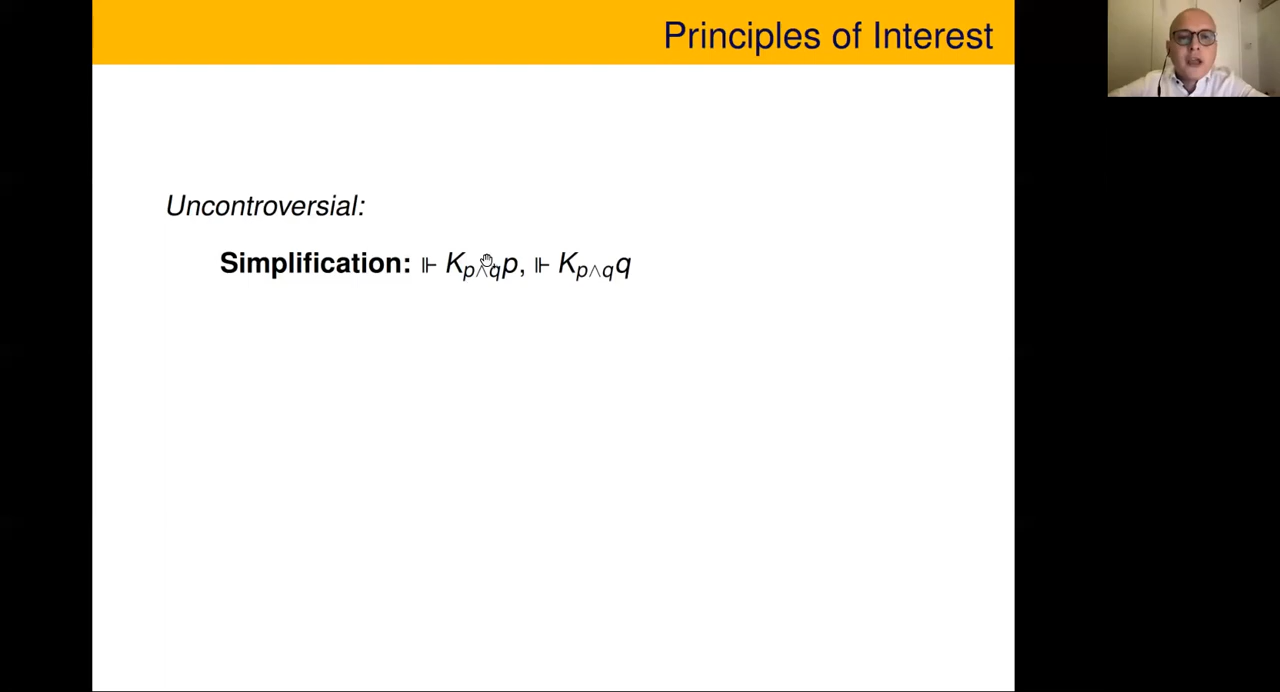 Principles of Interest
Uncontroversial:
Simplification: ⊩ K_{p∧q}p, ⊩ K_{p∧q}q